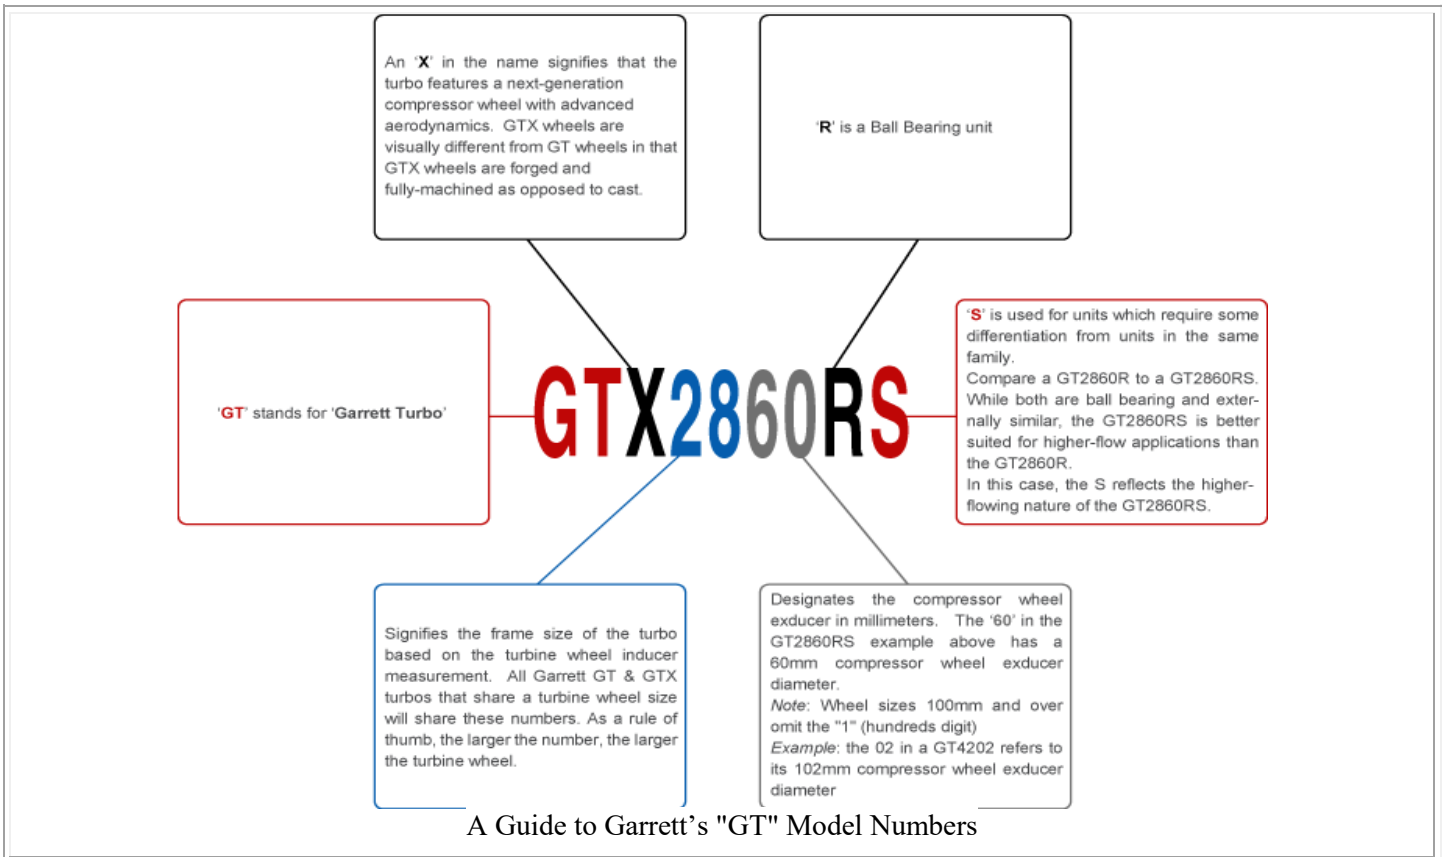 An ‘X’ in the name signifies that the
turbo features a next-generation
compressor wheel with advanced
aerodynamics. GTX wheels are
visually different from GT wheels in that
GTX wheels are forged and
fully-machined as opposed to cast.
‘R’ is a Ball Bearing unit
‘GT’ stands for ‘Garrett Turbo’
GTX2860RS
‘S’ is used for units which require some
differentiation from units in the same
family.
Compare a GT2860R to a GT2860RS.
While both are ball bearing and exter-
nally similar, the GT2860RS is better
suited for higher-flow applications than
the GT2860R.
In this case, the S reflects the higher-
flowing nature of the GT2860RS.
Signifies the frame size of the turbo
based on the turbine wheel inducer
measurement. All Garrett GT & GTX
turbos that share a turbine wheel size
will share these numbers. As a rule of
thumb, the larger the number, the larger
the turbine wheel.
Designates the compressor wheel
exducer in millimeters. The ‘60’ in the
GT2860RS example above has a
60mm compressor wheel exducer
diameter.
Note: Wheel sizes 100mm and over
omit the "1" (hundreds digit)
Example: the 02 in a GT4202 refers to
its 102mm compressor wheel exducer
diameter
A Guide to Garrett’s "GT" Model Numbers